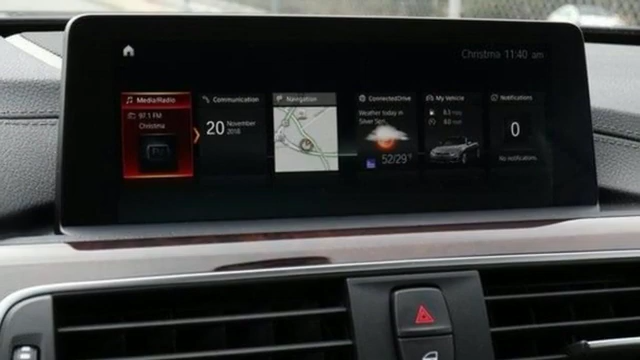 Christma 11:40 am
Media/Radio
97.1 FM
Christma
Communication
20 November
2018
Navigation
ConnectedDrive
Weather today in
Silver Spri..
52/29°
My Vehicle
Notifications
0
No notifications.